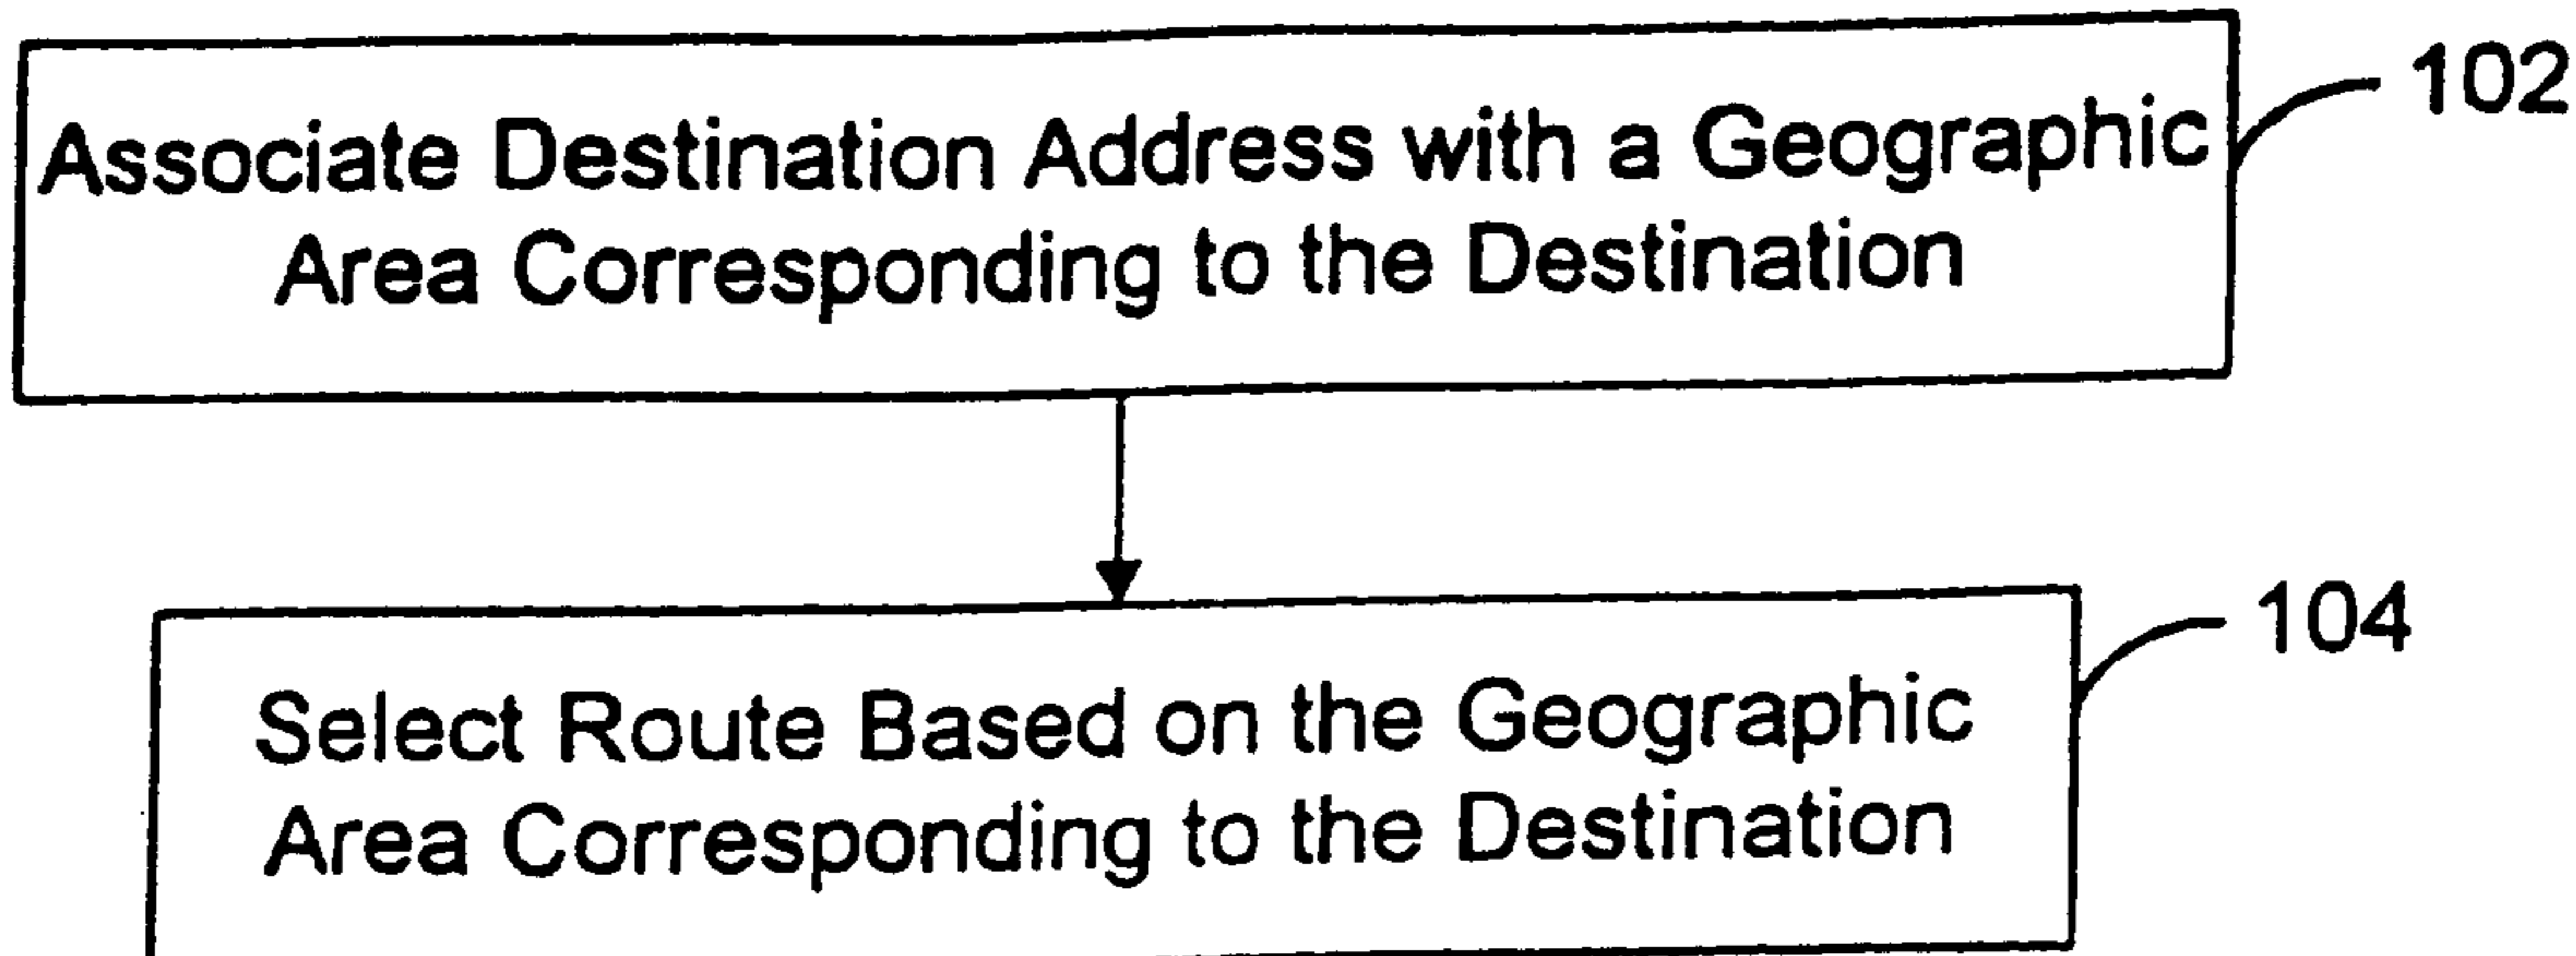 Associate Destination Address with a Geographic
Area Corresponding to the Destination
102
Select Route Based on the Geographic
Area Corresponding to the Destination
104